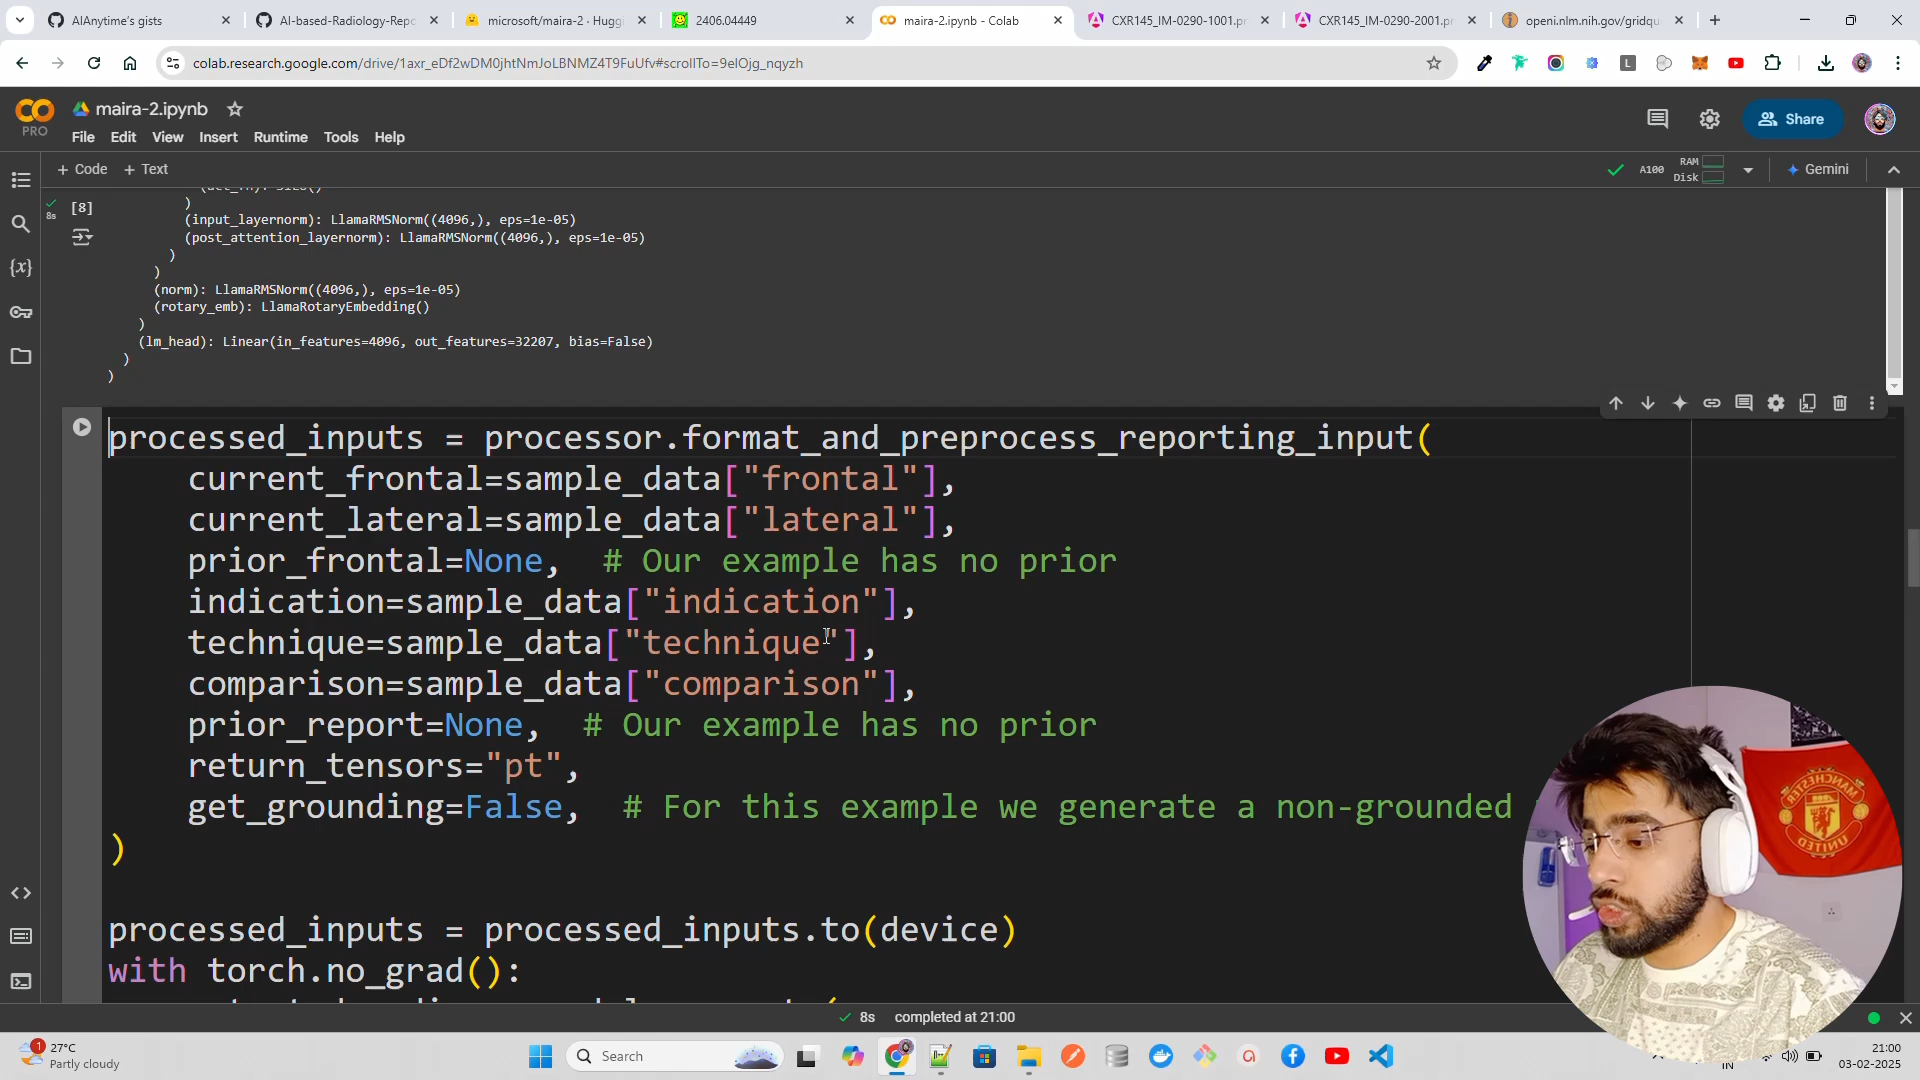 AIAnytime's gists
AI-based-Radiology-Repo
microsoft/maira-2 · Huggi
2406.04449
maira-2.ipynb - Colab
CXR145_IM-0290-1001.pn
CXR145_IM-0290-2001.pn
openi.nlm.nih.gov/gridqu
colab.research.google.com/drive/1axr_eDf2wDM0jhtNmJoLBNMZ4T9FuUfv#scrollTo=9elOjg_nqyzh
PRO
maira-2.ipynb
File Edit View Insert Runtime Tools Help
Share
+ Code + Text
A100
RAM
Disk
Gemini
8s
[8]
)
(input_layernorm): LlamaRMSNorm((4096,), eps=1e-05)
(post_attention_layernorm): LlamaRMSNorm((4096,), eps=1e-05)
)
)
(norm): LlamaRMSNorm((4096,), eps=1e-05)
(rotary_emb): LlamaRotaryEmbedding()
)
(lm_head): Linear(in_features=4096, out_features=32207, bias=False)
)
)
processed_inputs = processor.format_and_preprocess_reporting_input(
current_frontal=sample_data["frontal"],
current_lateral=sample_data["lateral"],
prior_frontal=None, # Our example has no prior
indication=sample_data["indication"],
technique=sample_data["technique"],
comparison=sample_data["comparison"],
prior_report=None, # Our example has no prior
return_tensors="pt",
get_grounding=False, # For this example we generate a non-grounded
)
processed_inputs = processed_inputs.to(device)
with torch.no_grad():
MANCHESTER
UNITED
8s completed at 21:00
1
27°C
Partly cloudy
Search
IN
21:00
03-02-2025